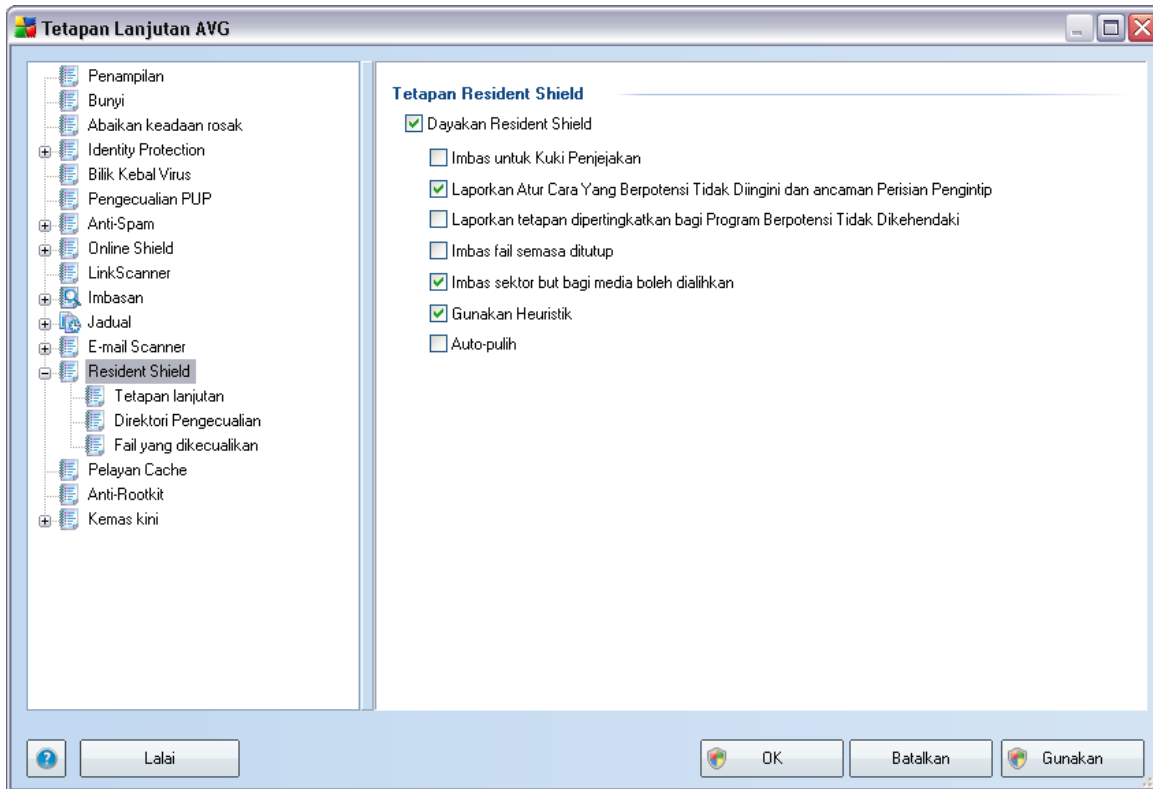 Tetapan Lanjutan AVG
Penampilan
Bunyi
Abaikan keadaan rosak
Identity Protection
Bilik Kebal Virus
Pengecualian PUP
Anti-Spam
Online Shield
LinkScanner
Imbasan
Jadual
E-mail Scanner
Resident Shield
Tetapan lanjutan
Direktori Pengecualian
Fail yang dikecualikan
Pelayan Cache
Anti-Rootkit
Kemas kini
Tetapan Resident Shield
Dayakan Resident Shield
Imbas untuk Kuki Penjejakan
Laporkan Atur Cara Yang Berpotensi Tidak Diingini dan ancaman Perisian Pengintip
Laporkan tetapan dipertingkatkan bagi Program Berpotensi Tidak Dikehendaki
Imbas fail semasa ditutup
Imbas sektor but bagi media boleh dialihkan
Gunakan Heuristik
Auto-pulih
Lalai
OK
Batalkan
Gunakan